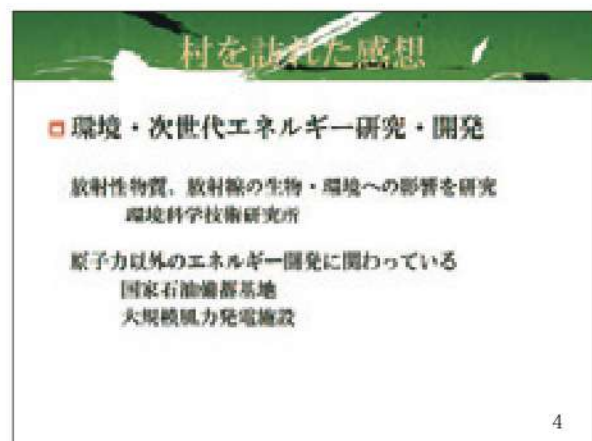 村を訪れた感想
環境・次世代エネルギー研究・開発
放射性物質，放射線の生物・環境への影響を研究
環境科学技術研究所
原子力以外のエネルギー開発に関わっている
国家石油備蓄基地
大規模風力発電施設
4